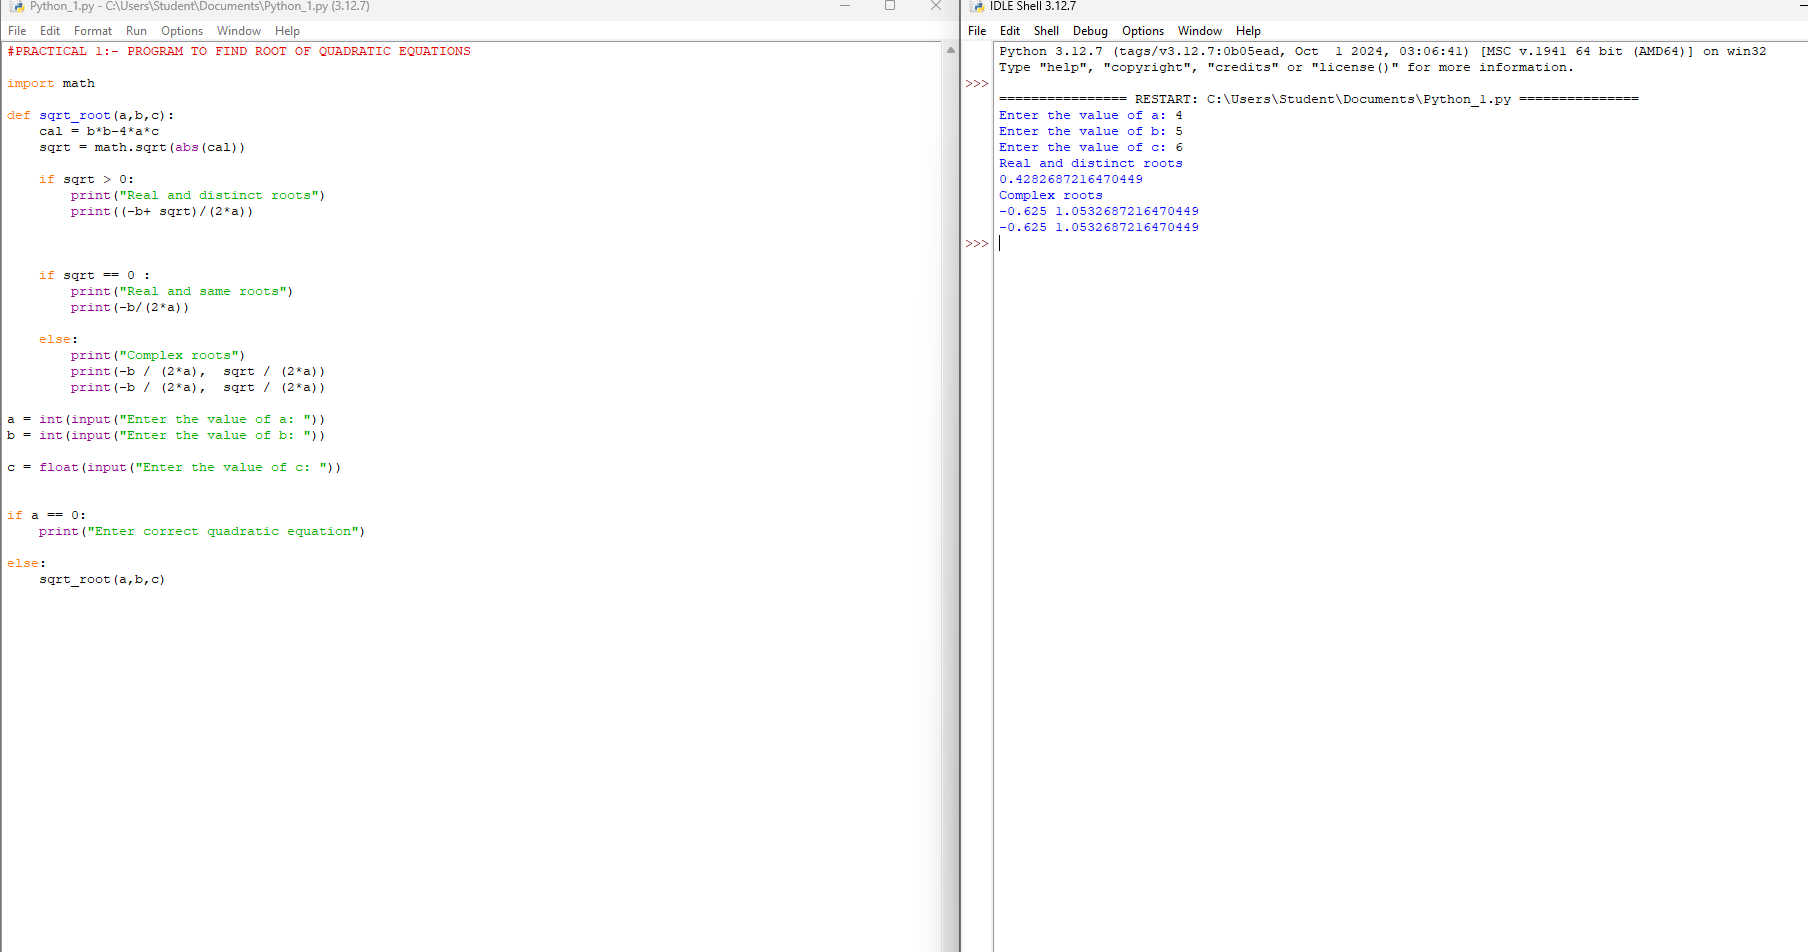 Python_1.py - C:\Users\Student\Documents\Python_1.py (3.12.7)
File Edit Format Run Options Window Help
#PRACTICAL 1:- PROGRAM TO FIND ROOT OF QUADRATIC EQUATIONS
import math
def sqrt_root(a,b,c):
    cal = b*b-4*a*c
    sqrt = math.sqrt(abs(cal))
    if sqrt > 0:
        print("Real and distinct roots")
        print((-b+ sqrt)/(2*a))
    if sqrt == 0 :
        print("Real and same roots")
        print(-b/(2*a))
    else:
        print("Complex roots")
        print(-b / (2*a),  sqrt / (2*a))
        print(-b / (2*a),  sqrt / (2*a))
a = int(input("Enter the value of a: "))
b = int(input("Enter the value of b: "))
c = float(input("Enter the value of c: "))
if a == 0:
    print("Enter correct quadratic equation")
else:
    sqrt_root(a,b,c)
IDLE Shell 3.12.7
File Edit Shell Debug Options Window Help
Python 3.12.7 (tags/v3.12.7:0b05ead, Oct  1 2024, 03:06:41) [MSC v.1941 64 bit (AMD64)] on win32
Type "help", "copyright", "credits" or "license()" for more information.
>>>
================ RESTART: C:\Users\Student\Documents\Python_1.py ===============
Enter the value of a: 4
Enter the value of b: 5
Enter the value of c: 6
Real and distinct roots
0.4282687216470449
Complex roots
-0.625 1.0532687216470449
-0.625 1.0532687216470449
>>>